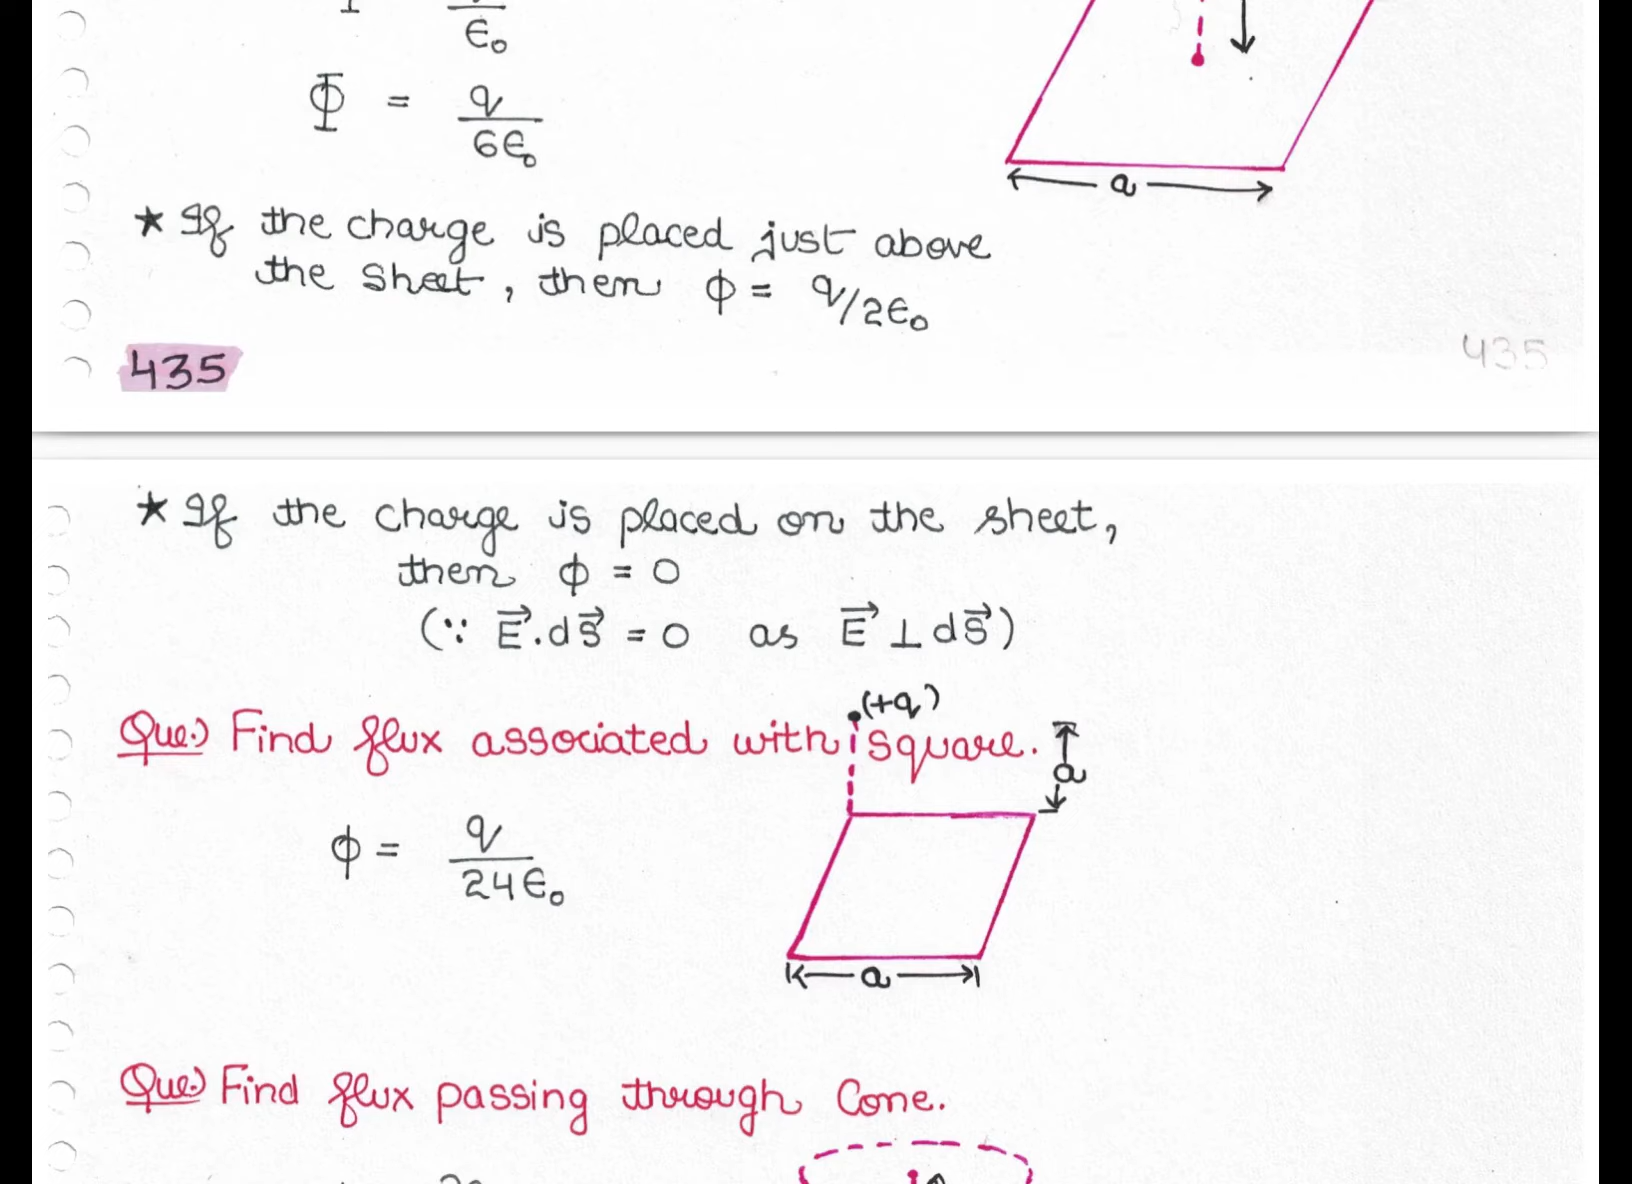 ε₀
Φ = q/6ε₀
a
★ If the charge is placed just above
the sheet, then ϕ = q/2ε₀
435
435
★ If the charge is placed on the sheet,
then ϕ = 0
(∵ E⃗.dS⃗ = 0 as E⃗ ⊥ dS⃗)
(+q)
Que.) Find flux associated with square.
a
ϕ = q/24ε₀
a
Que.) Find flux passing through Cone.